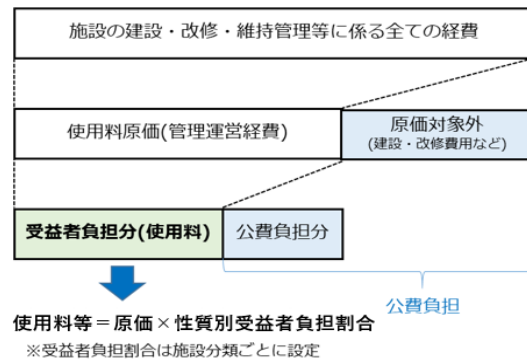 施設の建設・改修・維持管理等に係る全ての経費
使用料原価(管理運営経費)
原価対象外
(建設・改修費用など)
受益者負担分(使用料)
公費負担分
公費負担
使用料等＝原価×性質別受益者負担割合
※受益者負担割合は施設分類ごとに設定